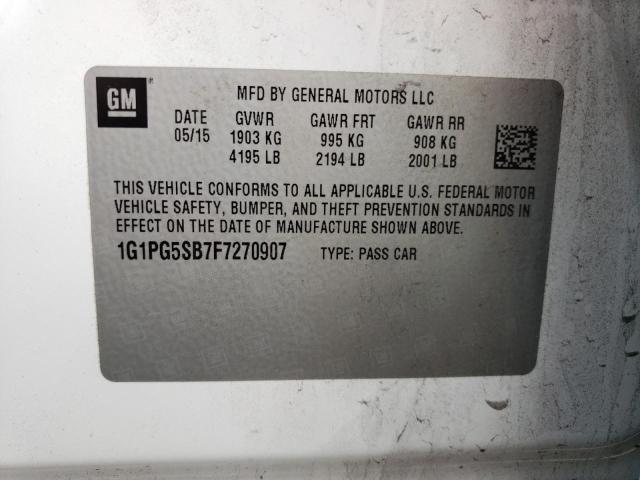 GM
MFD BY GENERAL MOTORS LLC
DATE GVWR GAWR FRT GAWR RR
05/15 1903 KG 995 KG 908 KG
4195 LB 2194 LB 2001 LB
THIS VEHICLE CONFORMS TO ALL APPLICABLE U.S. FEDERAL MOTOR
VEHICLE SAFETY, BUMPER, AND THEFT PREVENTION STANDARDS IN
EFFECT ON THE DATE OF MANUFACTURE SHOWN ABOVE.
1G1PG5SB7F7270907 TYPE: PASS CAR